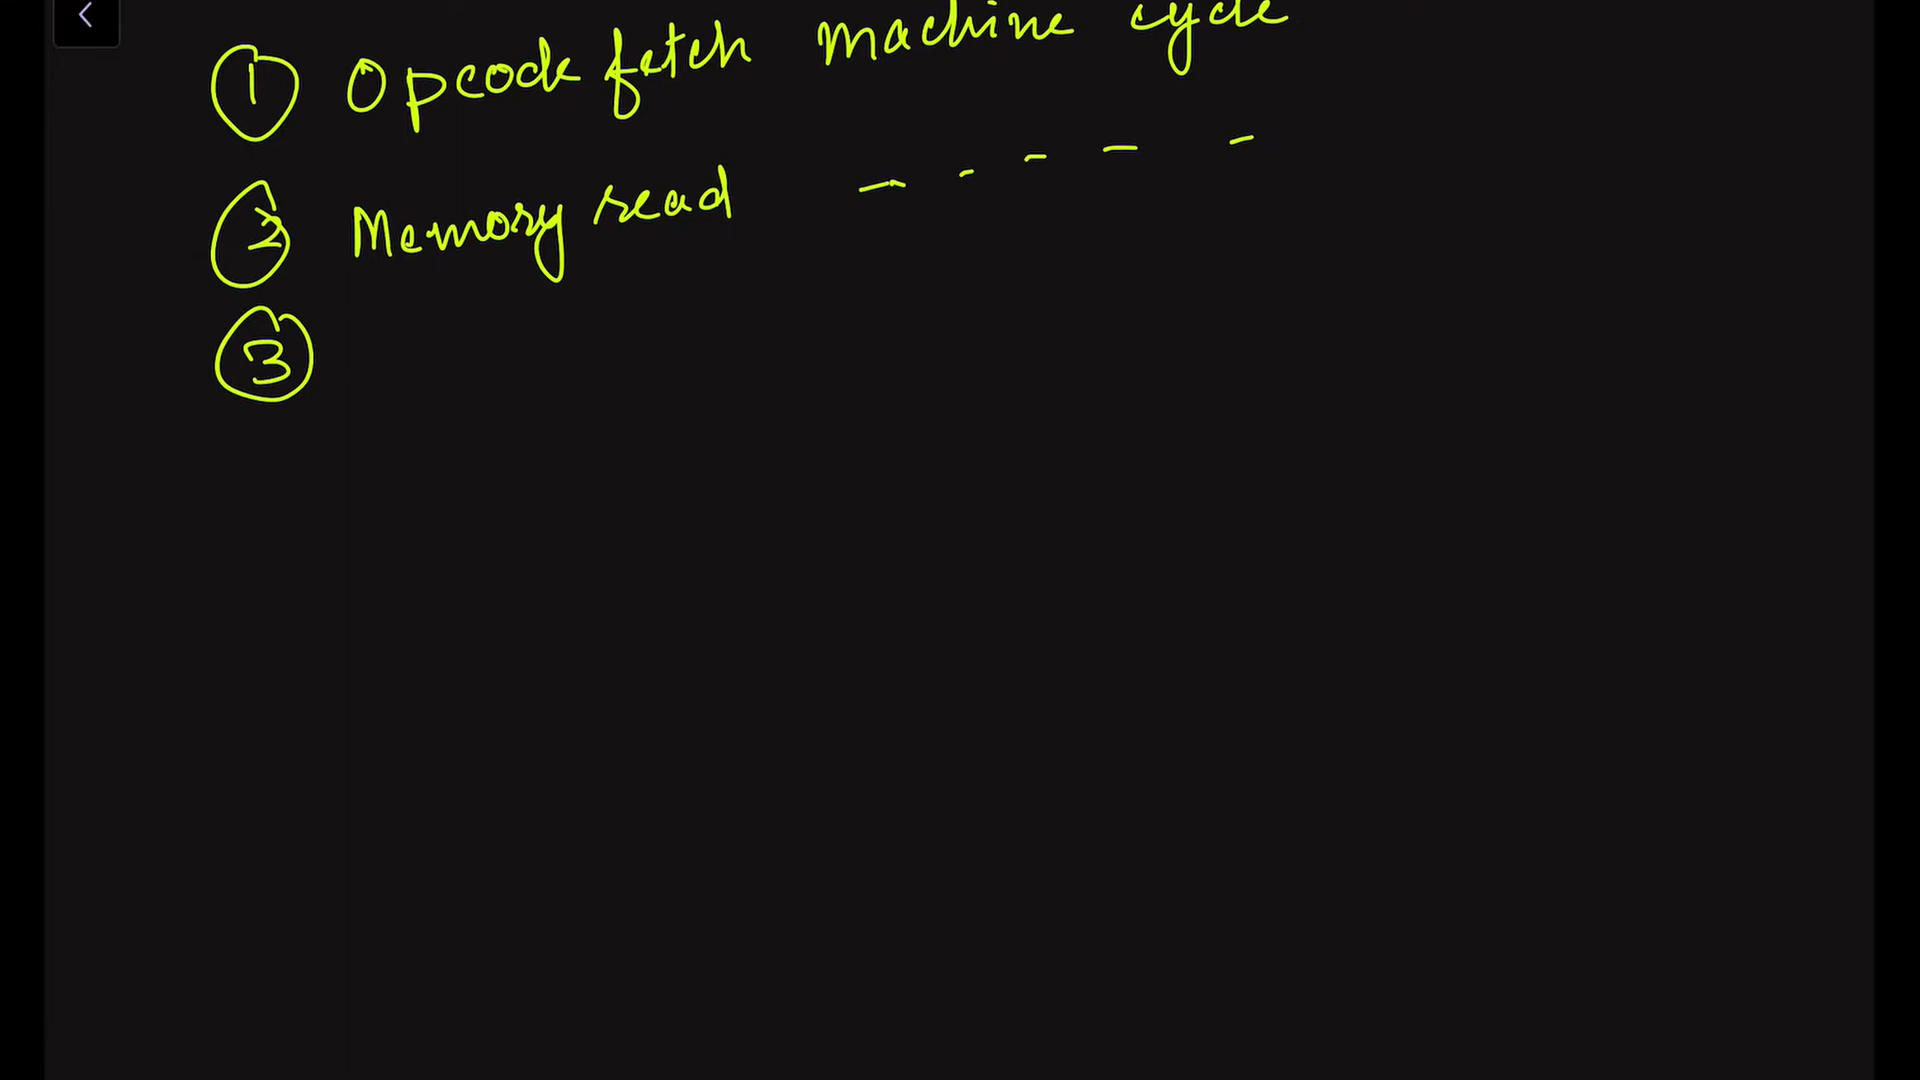 ① Opcode fetch machine cycle
② Memory read - - - - -
③